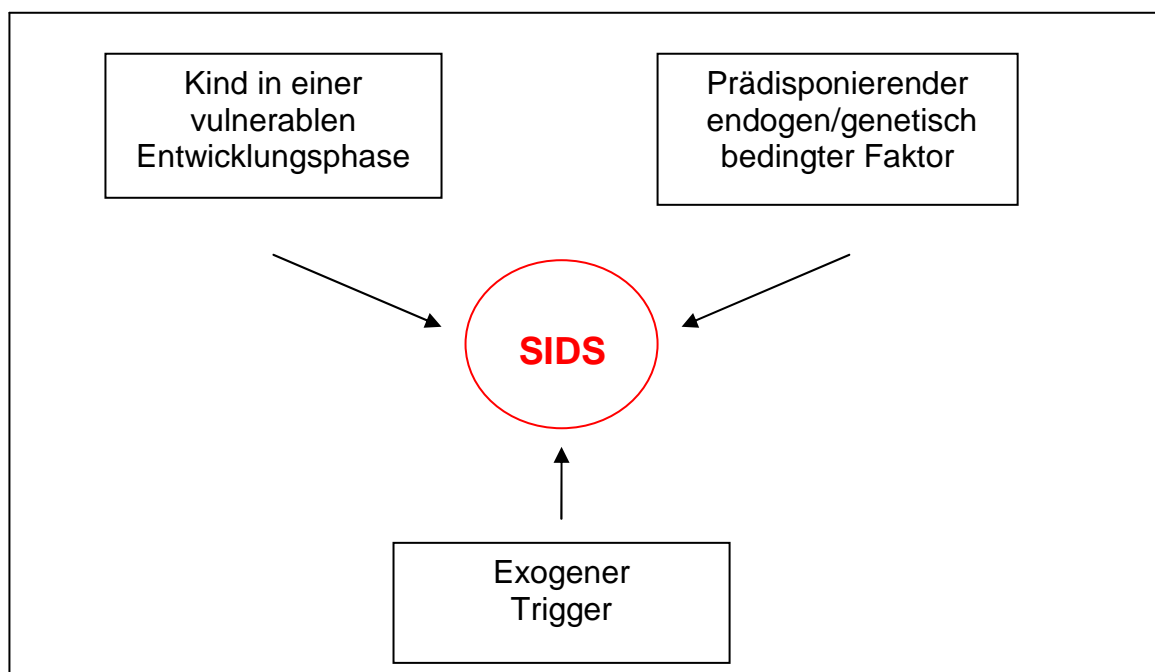 Kind in einer
vulnerablen
Entwicklungsphase
Prädisponierender
endogen/genetisch
bedingter Faktor
SIDS
Exogener
Trigger